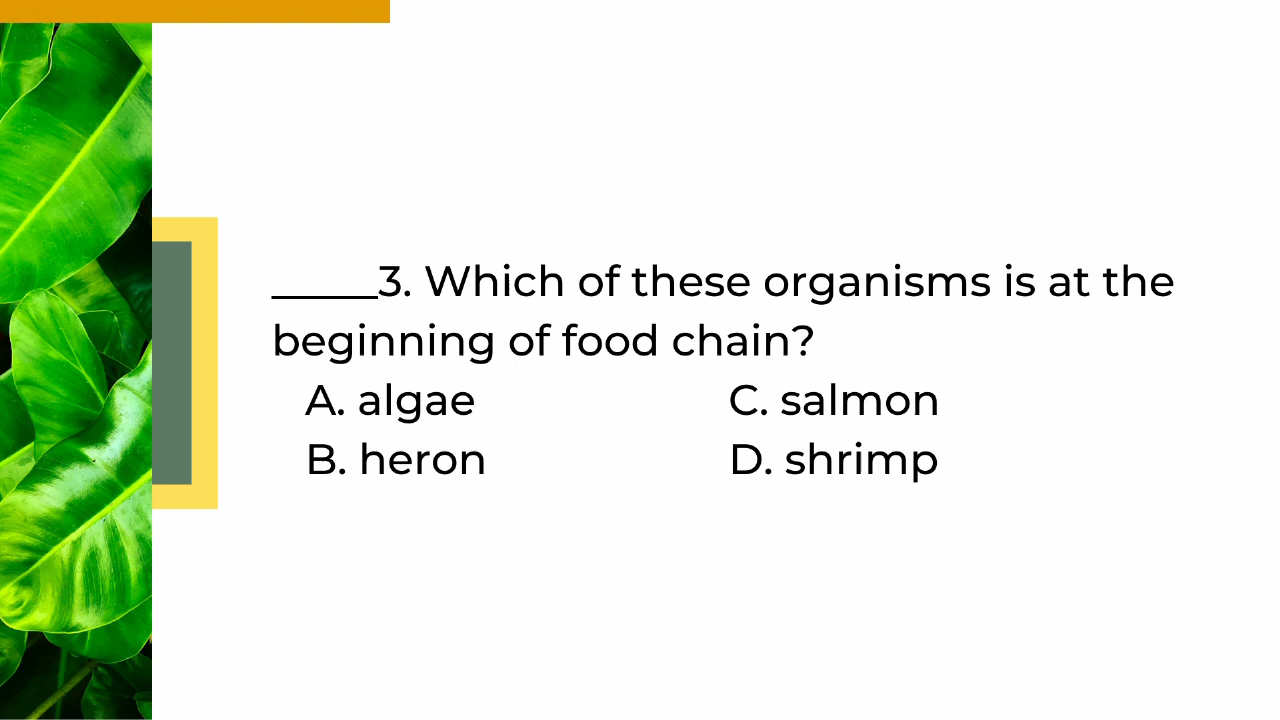 _____3. Which of these organisms is at the
beginning of food chain?
A. algae C. salmon
B. heron D. shrimp